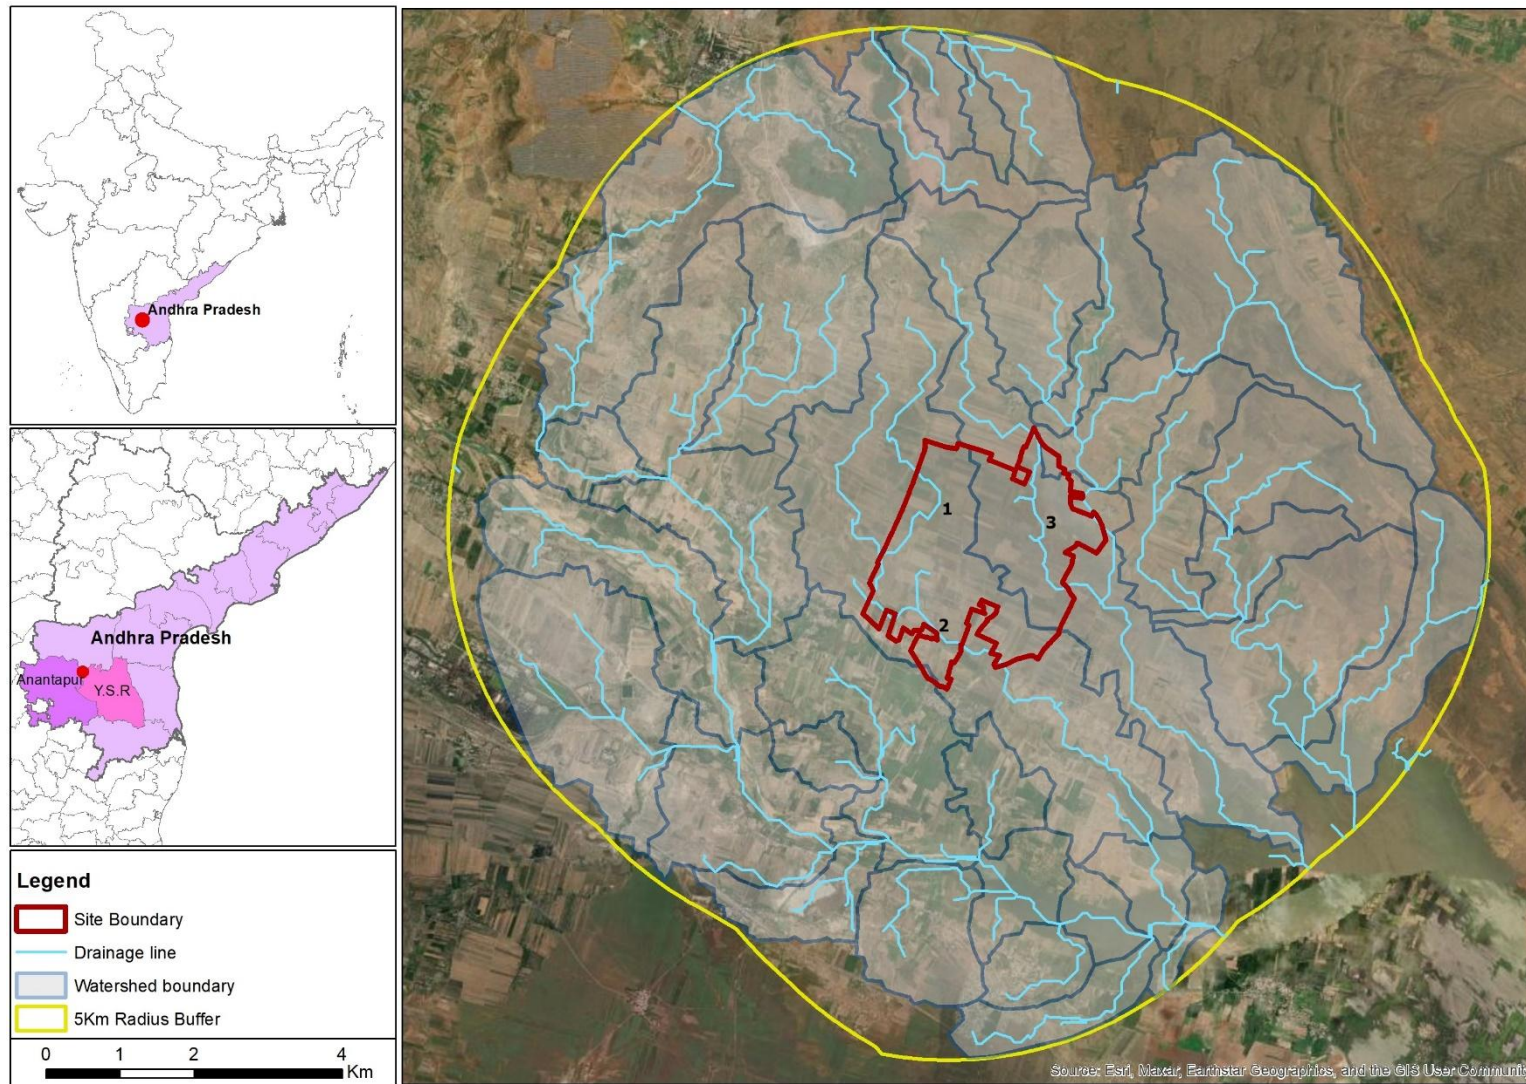 Andhra Pradesh
Andhra Pradesh
Anantapur
Y.S.R
Legend
Site Boundary
Drainage line
Watershed boundary
5Km Radius Buffer
0 1 2 4
Km
1
3
2
Source: Esri, Maxar, Earthstar Geographics, and the GIS User Communit